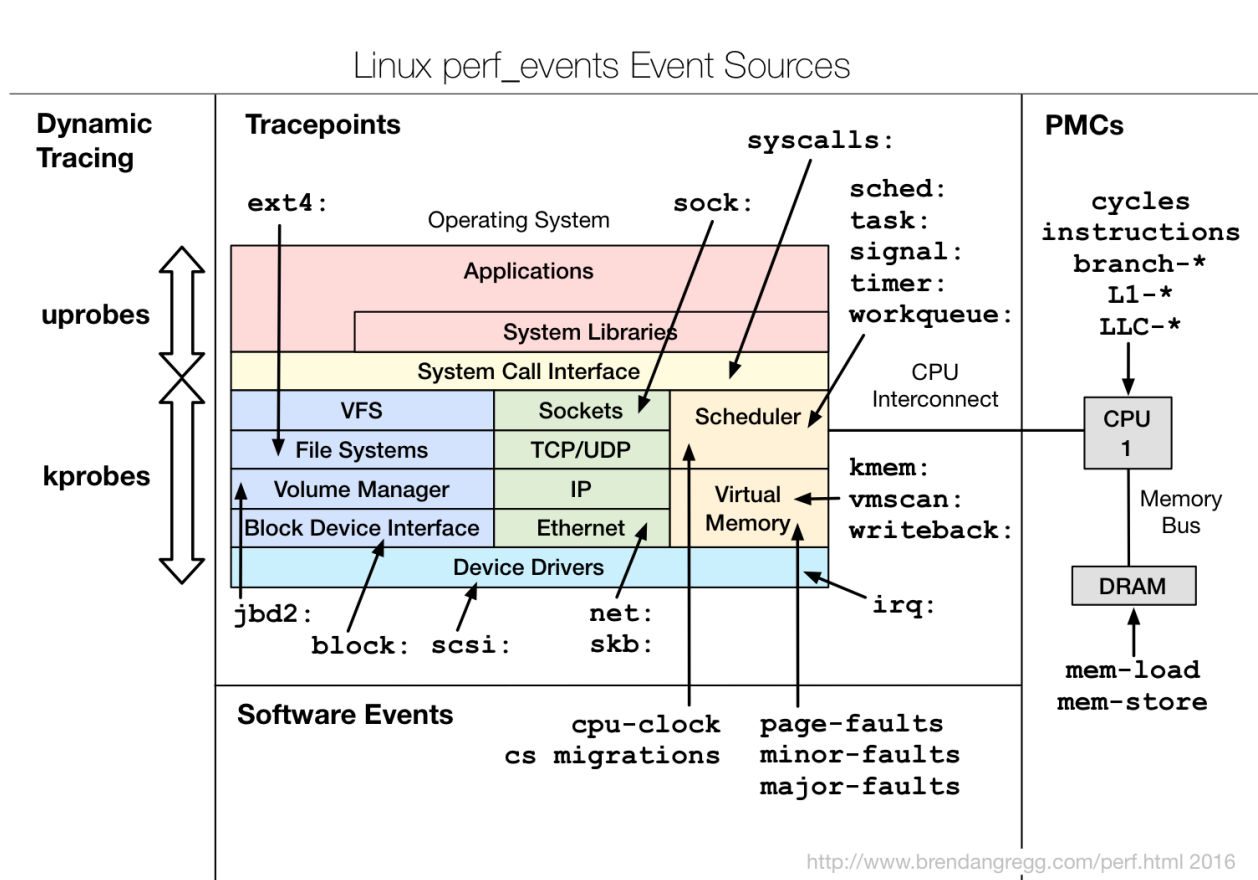 Linux perf_events Event Sources
Dynamic
Tracing
uprobes
kprobes
Tracepoints
syscalls:
ext4:
sock:
sched:
task:
signal:
timer:
workqueue:
Operating System
Applications
System Libraries
System Call Interface
VFS
Sockets
Scheduler
File Systems
TCP/UDP
Volume Manager
IP
Virtual
Memory
Block Device Interface
Ethernet
Device Drivers
CPU
Interconnect
kmem:
vmscan:
writeback:
jbd2:
block:
scsi:
net:
skb:
irq:
PMCs
cycles
instructions
branch-*
L1-*
LLC-*
CPU
1
Memory
Bus
DRAM
mem-load
mem-store
Software Events
cpu-clock
cs migrations
page-faults
minor-faults
major-faults
http://www.brendangregg.com/perf.html 2016